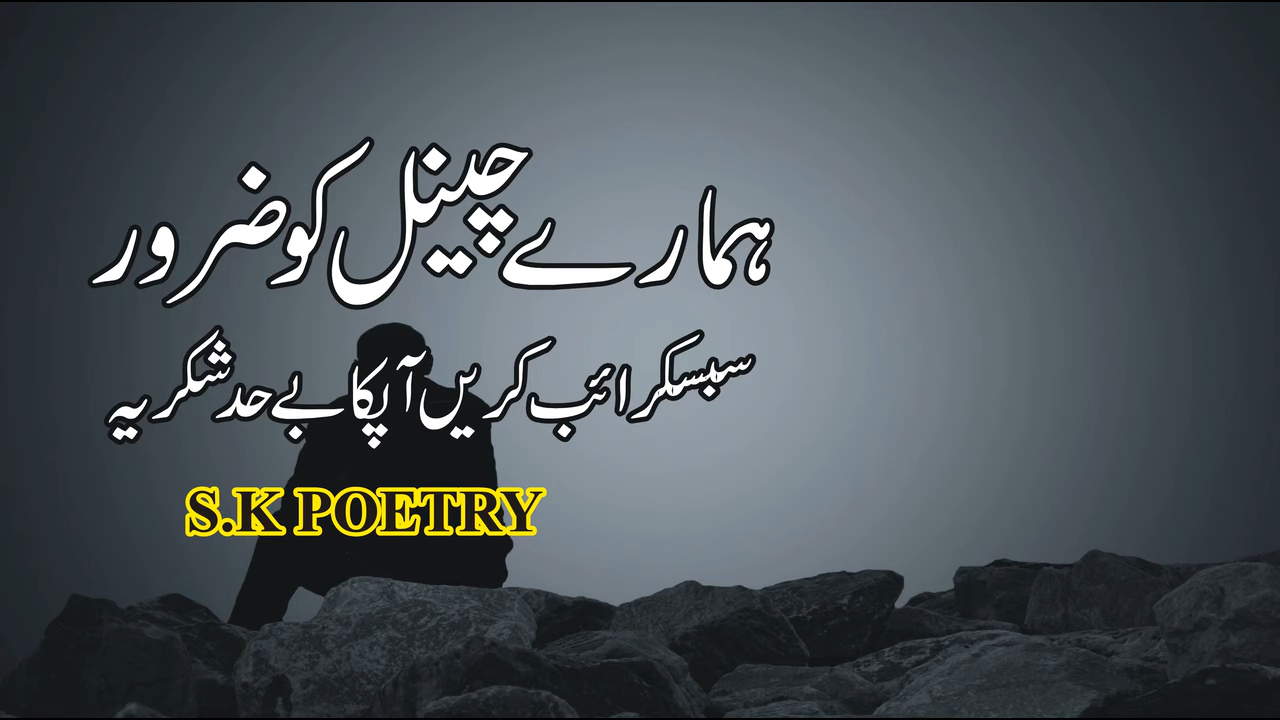 ہمارے چینل کو ضرور
سبسکرائب کریں آپکا بے حد شکریہ
S.K POETRY